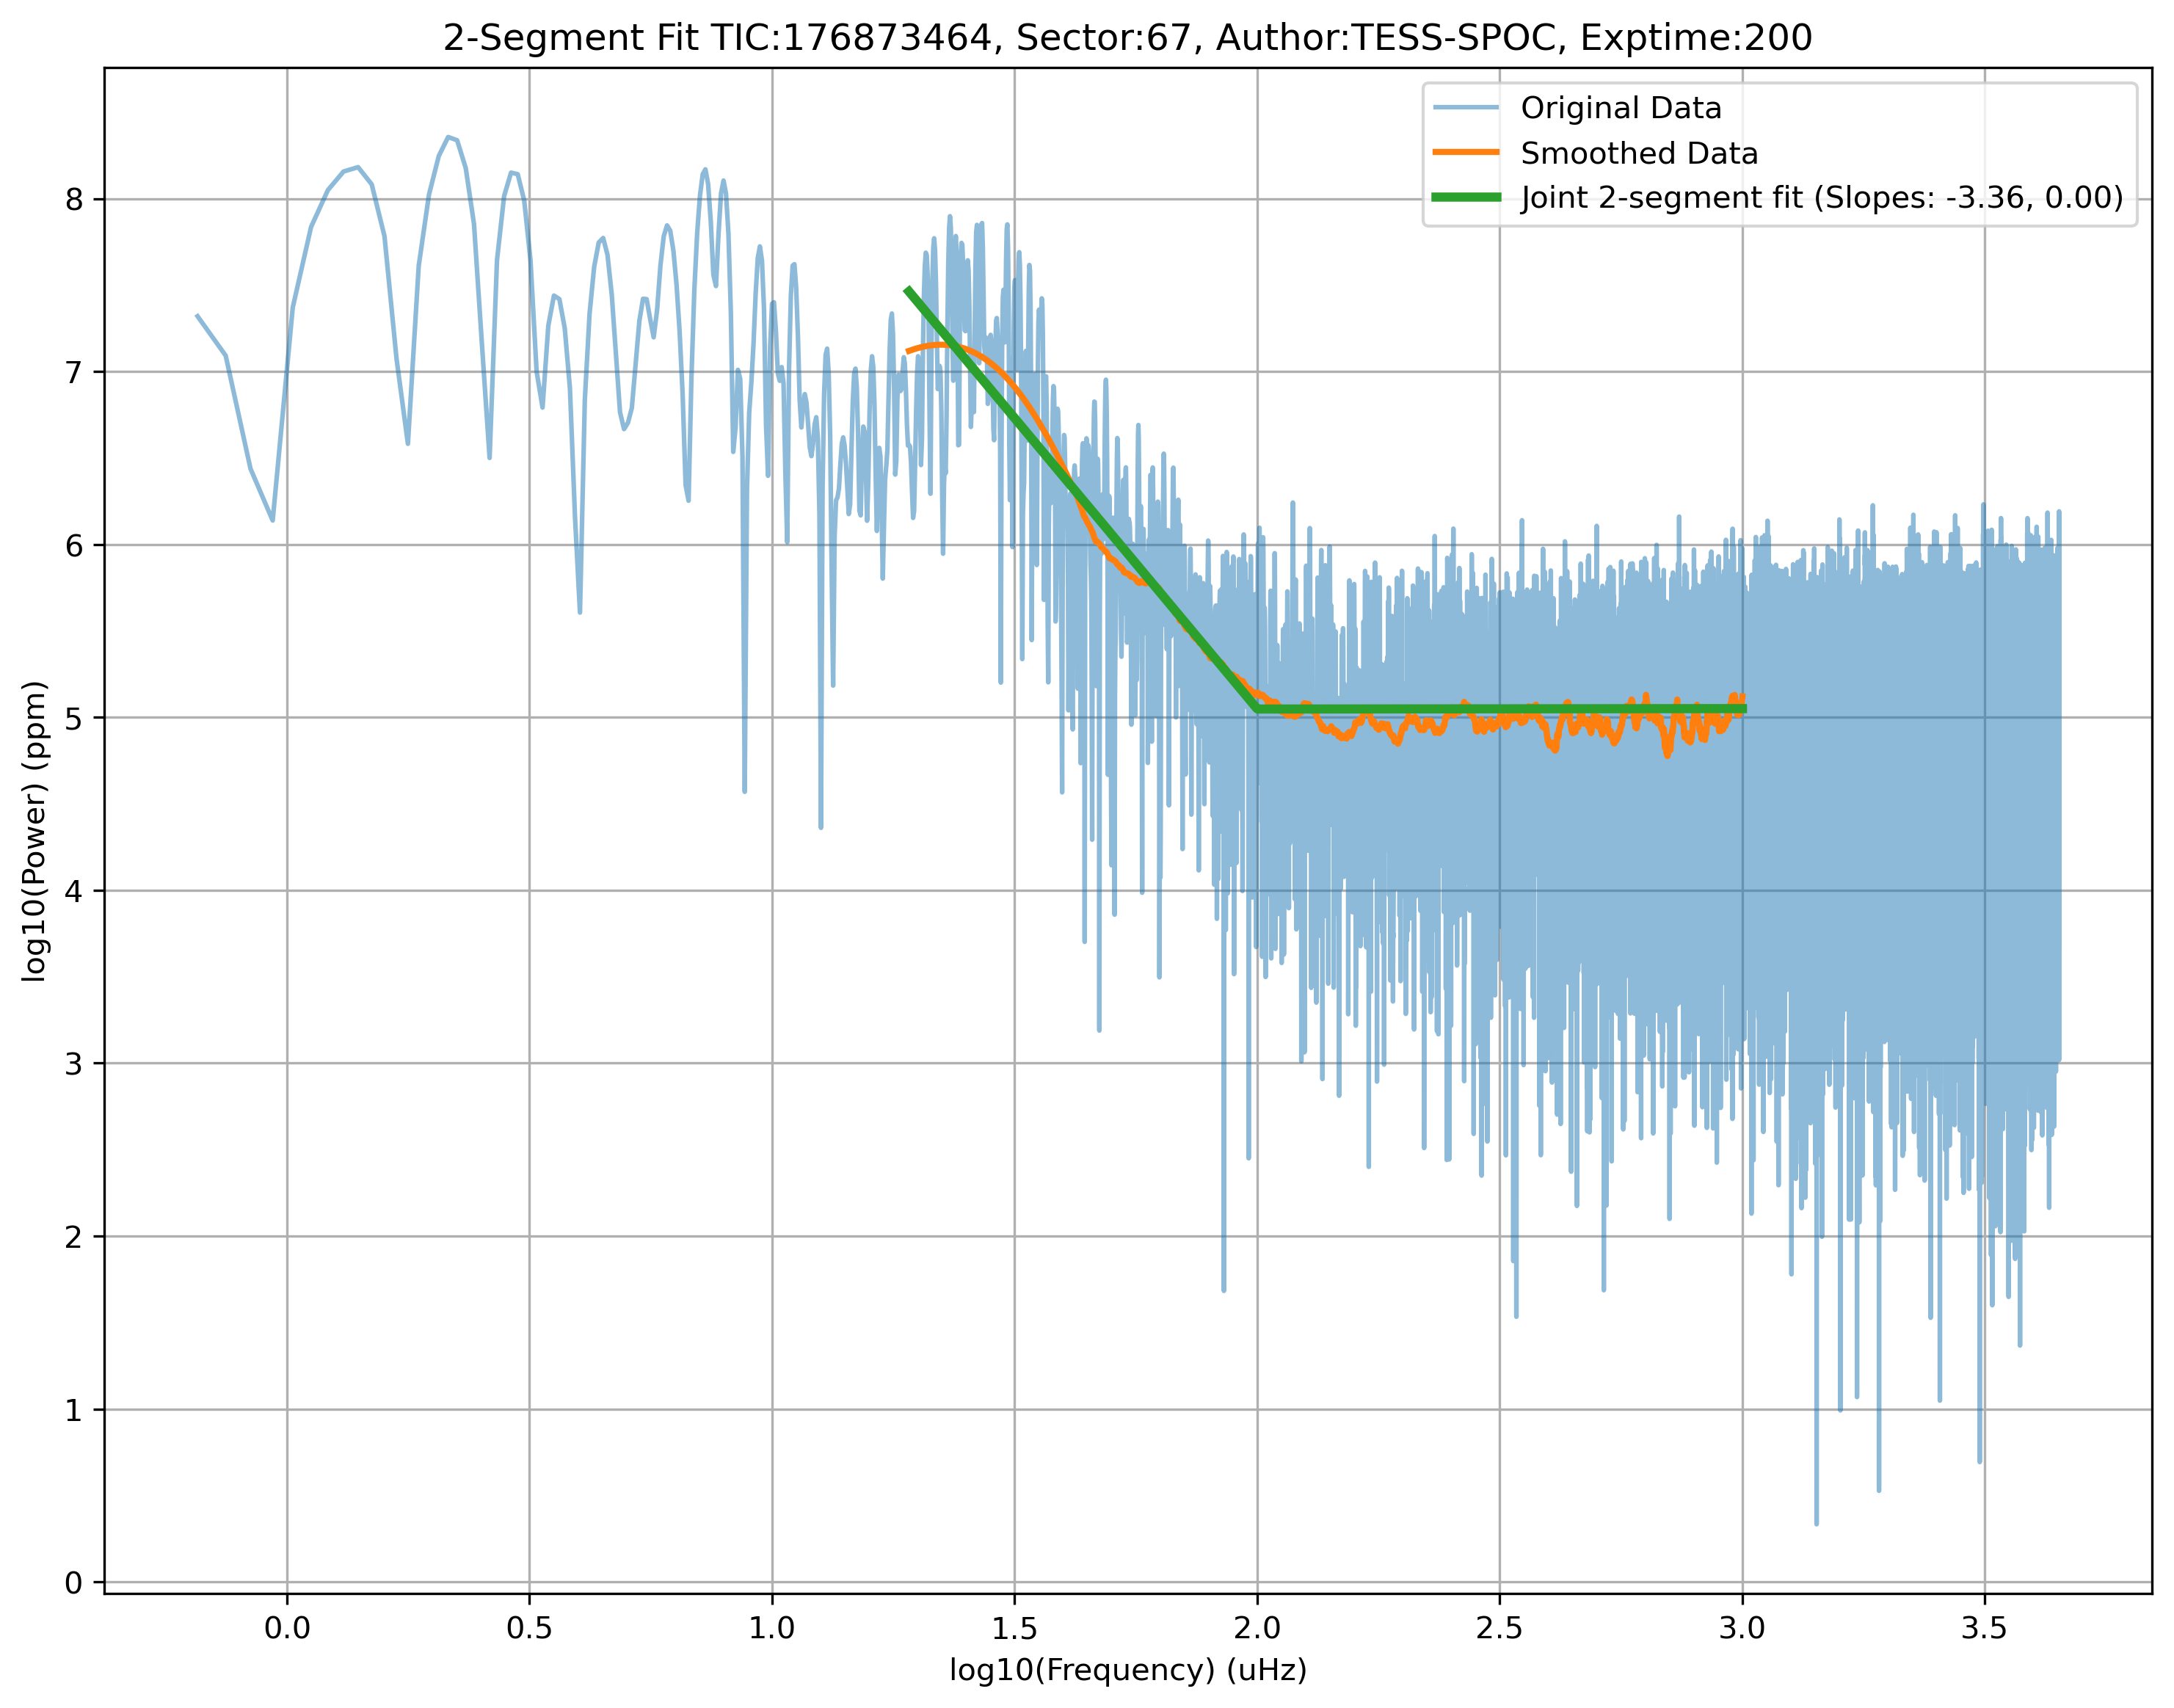 2-Segment Fit TIC:176873464, Sector:67, Author:TESS-SPOC, Exptime:200
Original Data
Smoothed Data
Joint 2-segment fit (Slopes: -3.36, 0.00)
log10(Power) (ppm)
8
7
6
5
4
3
2
1
0
0.0 0.5 1.0 1.5 2.0 2.5 3.0 3.5
log10(Frequency) (uHz)